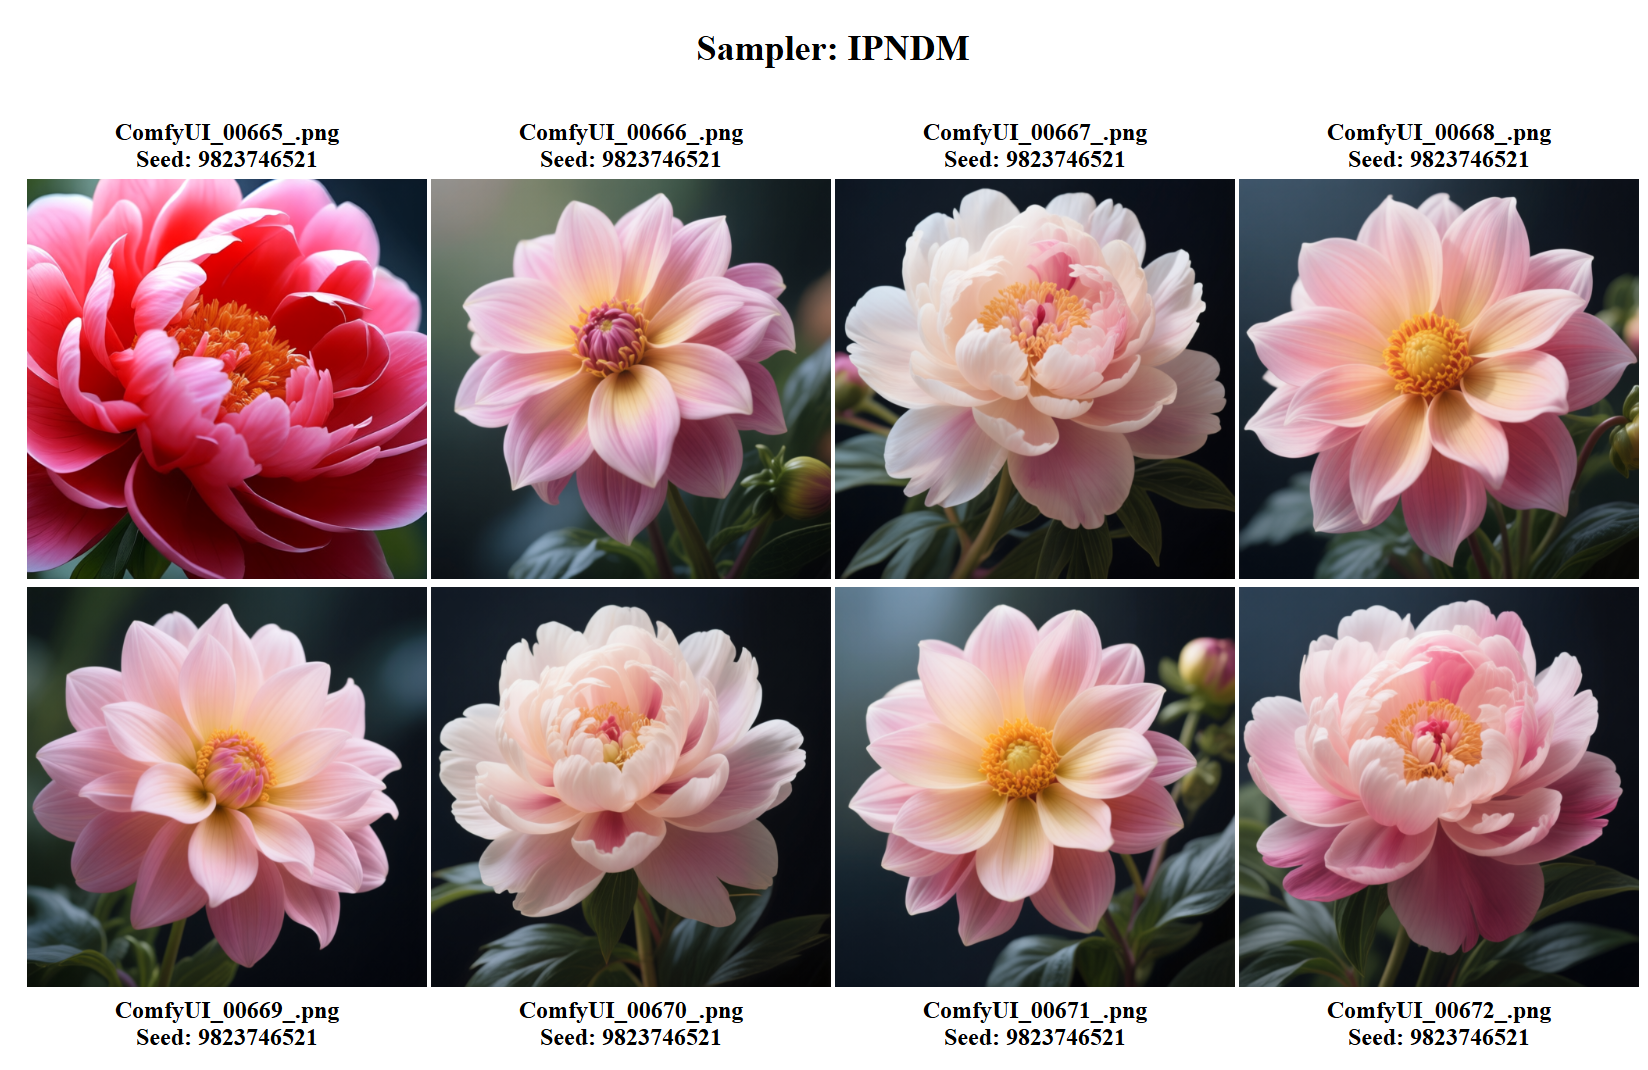 Sampler: IPNDM
ComfyUI_00665_.png
Seed: 9823746521
ComfyUI_00666_.png
Seed: 9823746521
ComfyUI_00667_.png
Seed: 9823746521
ComfyUI_00668_.png
Seed: 9823746521
ComfyUI_00669_.png
Seed: 9823746521
ComfyUI_00670_.png
Seed: 9823746521
ComfyUI_00671_.png
Seed: 9823746521
ComfyUI_00672_.png
Seed: 9823746521